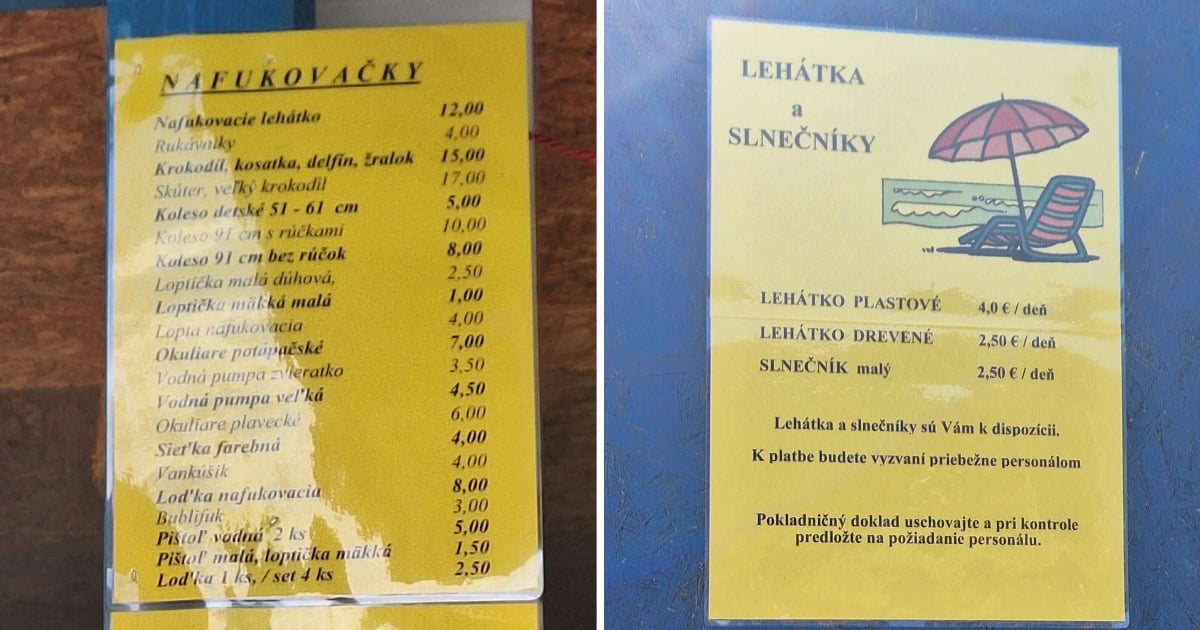 NAFUKOVAČKY
Nafukovacie lehátko 12,00
Rukávniky 4,00
Krokodíl, kosatka, delfín, žralok 15,00
Skúter, veľký krokodíl 17,00
Koleso detské 51 - 61 cm 5,00
Koleso 91 cm s rúčkami 10,00
Koleso 91 cm bez rúčok 8,00
Loptička malá dúhová, 2,50
Loptička mäkká malá 1,00
Lopta nafukovacia 4,00
Okuliare potápačské 7,00
Vodná pumpa zvieratko 3,50
Vodná pumpa veľká 4,50
Okuliare plavecké 6,00
Sieťka farebná 4,00
Vankúšik 4,00
Loďka nafukovacia 8,00
Bublifuk 3,00
Pištoľ vodná 2 ks 5,00
Pištoľ malá, loptička mäkká 1,50
Loďka 1 ks, / set 4 ks 2,50
LEHÁTKA
a
SLNEČNÍKY
LEHÁTKO PLASTOVÉ 4,0 € / deň
LEHÁTKO DREVENÉ 2,50 € / deň
SLNEČNÍK malý 2,50 € / deň
Lehátka a slnečníky sú Vám k dispozícii.
K platbe budete vyzvaní priebežne personálom
Pokladničný doklad uschovajte a pri kontrole
predložte na požiadanie personálu.